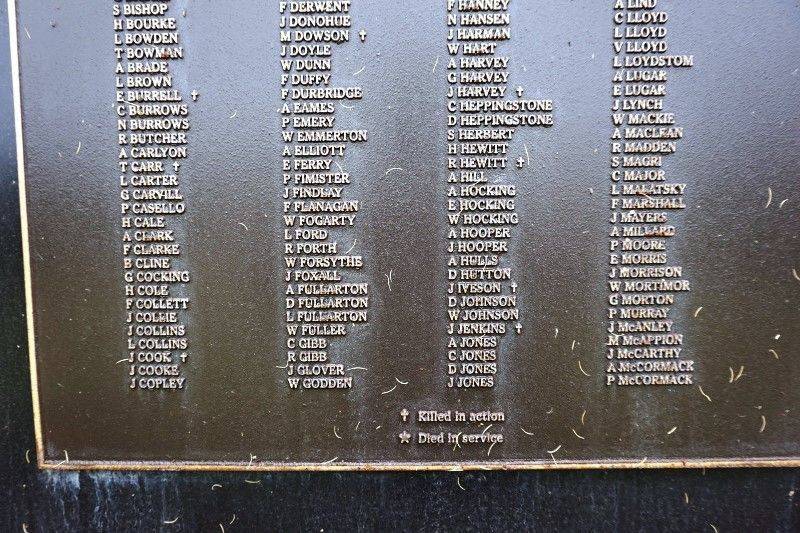 S BISHOP
H BOURKE
L BOWDEN
T BOWMAN
A BRADE
L BROWN
E BURRELL ✝
C BURROWS
N BURROWS
R BUTCHER
A CARLYON
T CARR ✝
L CARTER
G CARVILL
P CASELLO
H CALE
A CLARK
F CLARKE
B CLINE
G COCKING
H COLE
F COLLETT
J COLLIE
J COLLINS
L COLLINS
J COOK ✝
J COOKE
J COPLEY
F DERWENT
J DONOHUE
M DOWSON ✝
J DOYLE
W DUNN
F DUFFY
F DURBRIDGE
A EAMES
P EMERY
W EMMERTON
A ELLIOTT
E FERRY
P FIMISTER
J FINDLAY
F FLANAGAN
W FOGARTY
L FORD
R FORTH
W FORSYTHE
J FOXALL
A FULLARTON
D FULLARTON
L FULLARTON
W FULLER
C GIBB
R GIBB
J GLOVER
W GODDEN
F HANNEY
N HANSEN
J HARMAN
W HART
A HARVEY
G HARVEY
J HARVEY ✝
C HEPPINGSTONE
D HEPPINGSTONE
S HERBERT
H HEWITT
R HEWITT ✝
A HILL
A HOCKING
E HOCKING
W HOCKING
A HOOPER
J HOOPER
A HULLS
D HUTTON
J IVESON ✝
D JOHNSON
W JOHNSON
J JENKINS ✝
A JONES
C JONES
D JONES
J JONES
A LIND
C LLOYD
L LLOYD
V LLOYD
L LOYDSTOM
A LUGAR
E LUGAR
J LYNCH
W MACKIE
A MACLEAN
R MADDEN
S MAGRI
C MAJOR
L MALATSKY
F MARSHALL
J MAYERS
A MILLARD
P MOORE
E MORRIS
J MORRISON
W MORTIMOR
G MORTON
P MURRAY
J McANLEY
M McAPPION
J McCARTHY
A McCORMACK
P McCORMACK
✝ Killed in action
★ Died in service